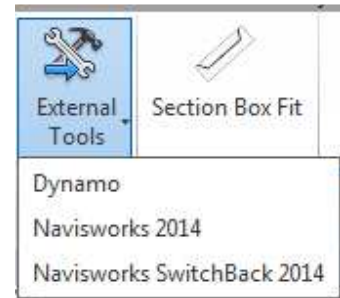 External
Tools
Section Box Fit
Dynamo
Navisworks 2014
Navisworks SwitchBack 2014